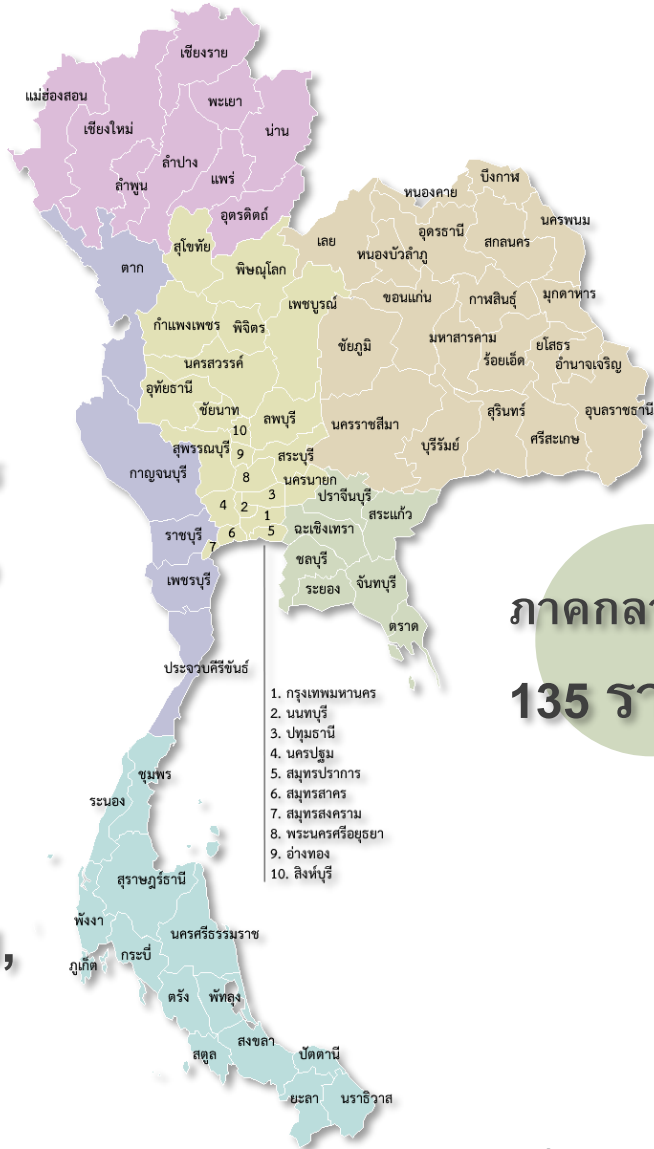 เชียงราย
แม่ฮ่องสอน
พะเยา
เชียงใหม่
น่าน
ลำปาง
ลำพูน
แพร่
อุตรดิตถ์
บึงกาฬ
หนองคาย
นครพนม
อุดรธานี
สกลนคร
เลย
หนองบัวลำภู
สุโขทัย
ตาก
พิษณุโลก
ขอนแก่น
กาฬสินธุ์
มุกดาหาร
เพชรบูรณ์
กำแพงเพชร
พิจิตร
ชัยภูมิ
มหาสารคาม
ยโสธร
ร้อยเอ็ด
อำนาจเจริญ
นครสวรรค์
อุทัยธานี
ชัยนาท
ลพบุรี
นครราชสีมา
สุรินทร์
อุบลราชธานี
บุรีรัมย์
ศรีสะเกษ
10
สุพรรณบุรี
9
สระบุรี
กาญจนบุรี
8
นครนายก
3
ปราจีนบุรี
4
2
1
สระแก้ว
6
5
ฉะเชิงเทรา
ราชบุรี
7
ชลบุรี
เพชรบุรี
ระยอง
จันทบุรี
ตราด
ภาคกลา
135 รา
ประจวบคีรีขันธ์
1. กรุงเทพมหานคร
2. นนทบุรี
3. ปทุมธานี
4. นครปฐม
5. สมุทรปราการ
6. สมุทรสาคร
7. สมุทรสงคราม
8. พระนครศรีอยุธยา
9. อ่างทอง
10. สิงห์บุรี
ชุมพร
ระนอง
สุราษฎร์ธานี
พังงา
นครศรีธรรมราช
กระบี่
,
ภูเก็ต
ตรัง
พัทลุง
สงขลา
สตูล
ปัตตานี
ยะลา
นราธิวาส